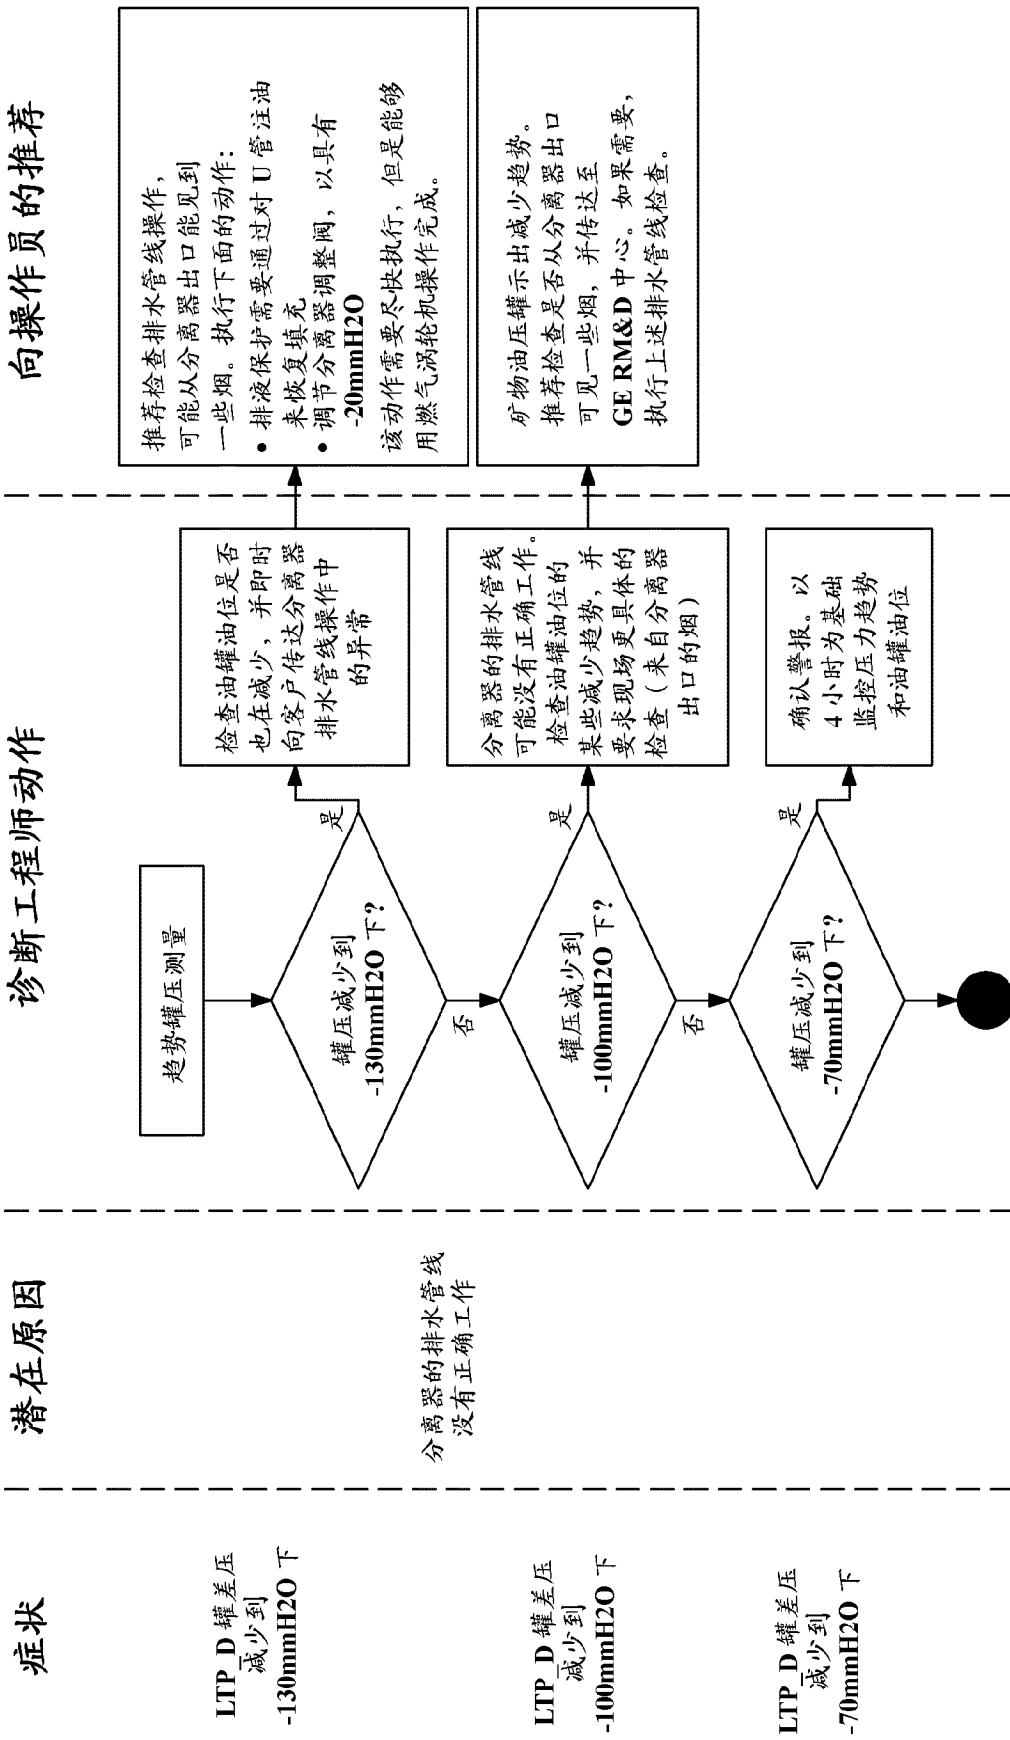 症状
潜在原因
诊断工程师动作
向操作员的推荐
LTP_D 罐差压
减少到
-130mmH2O 下
LTP_D 罐差压
减少到
-100mmH2O 下
LTP_D 罐差压
减少到
-70mmH2O 下
分离器的排水管线
没有正确工作
趋势罐压测量
罐压减少到
-130mmH2O 下?
是
否
检查油罐油位是否
也在减少，并即时
向客户传达分离器
排水管线操作中
的异常
推荐检查排水管线操作，
可能从分离器出口能见到
一些烟。执行下面的动作：
• 排液保护需要通过对 U 管注油
来恢复填充
• 调节分离器调整阀，以具有
-20mmH2O
该动作需要尽快执行，但是能够
用燃气涡轮机操作完成。
罐压减少到
-100mmH2O 下?
是
否
分离器的排水管线
可能没有正确工作。
检查油罐油位的
某些减少趋势，并
要求现场更具体的
检查（来自分离器
出口的烟）
矿物油压罐示出减少趋势。
推荐检查是否从分离器出口
可见一些烟，并传达至
GE RM&D 中心。如果需要，
执行上述排水管线检查。
罐压减少到
-70mmH2O 下?
是
确认警报。以
4 小时为基础
监控压力趋势
和油罐油位